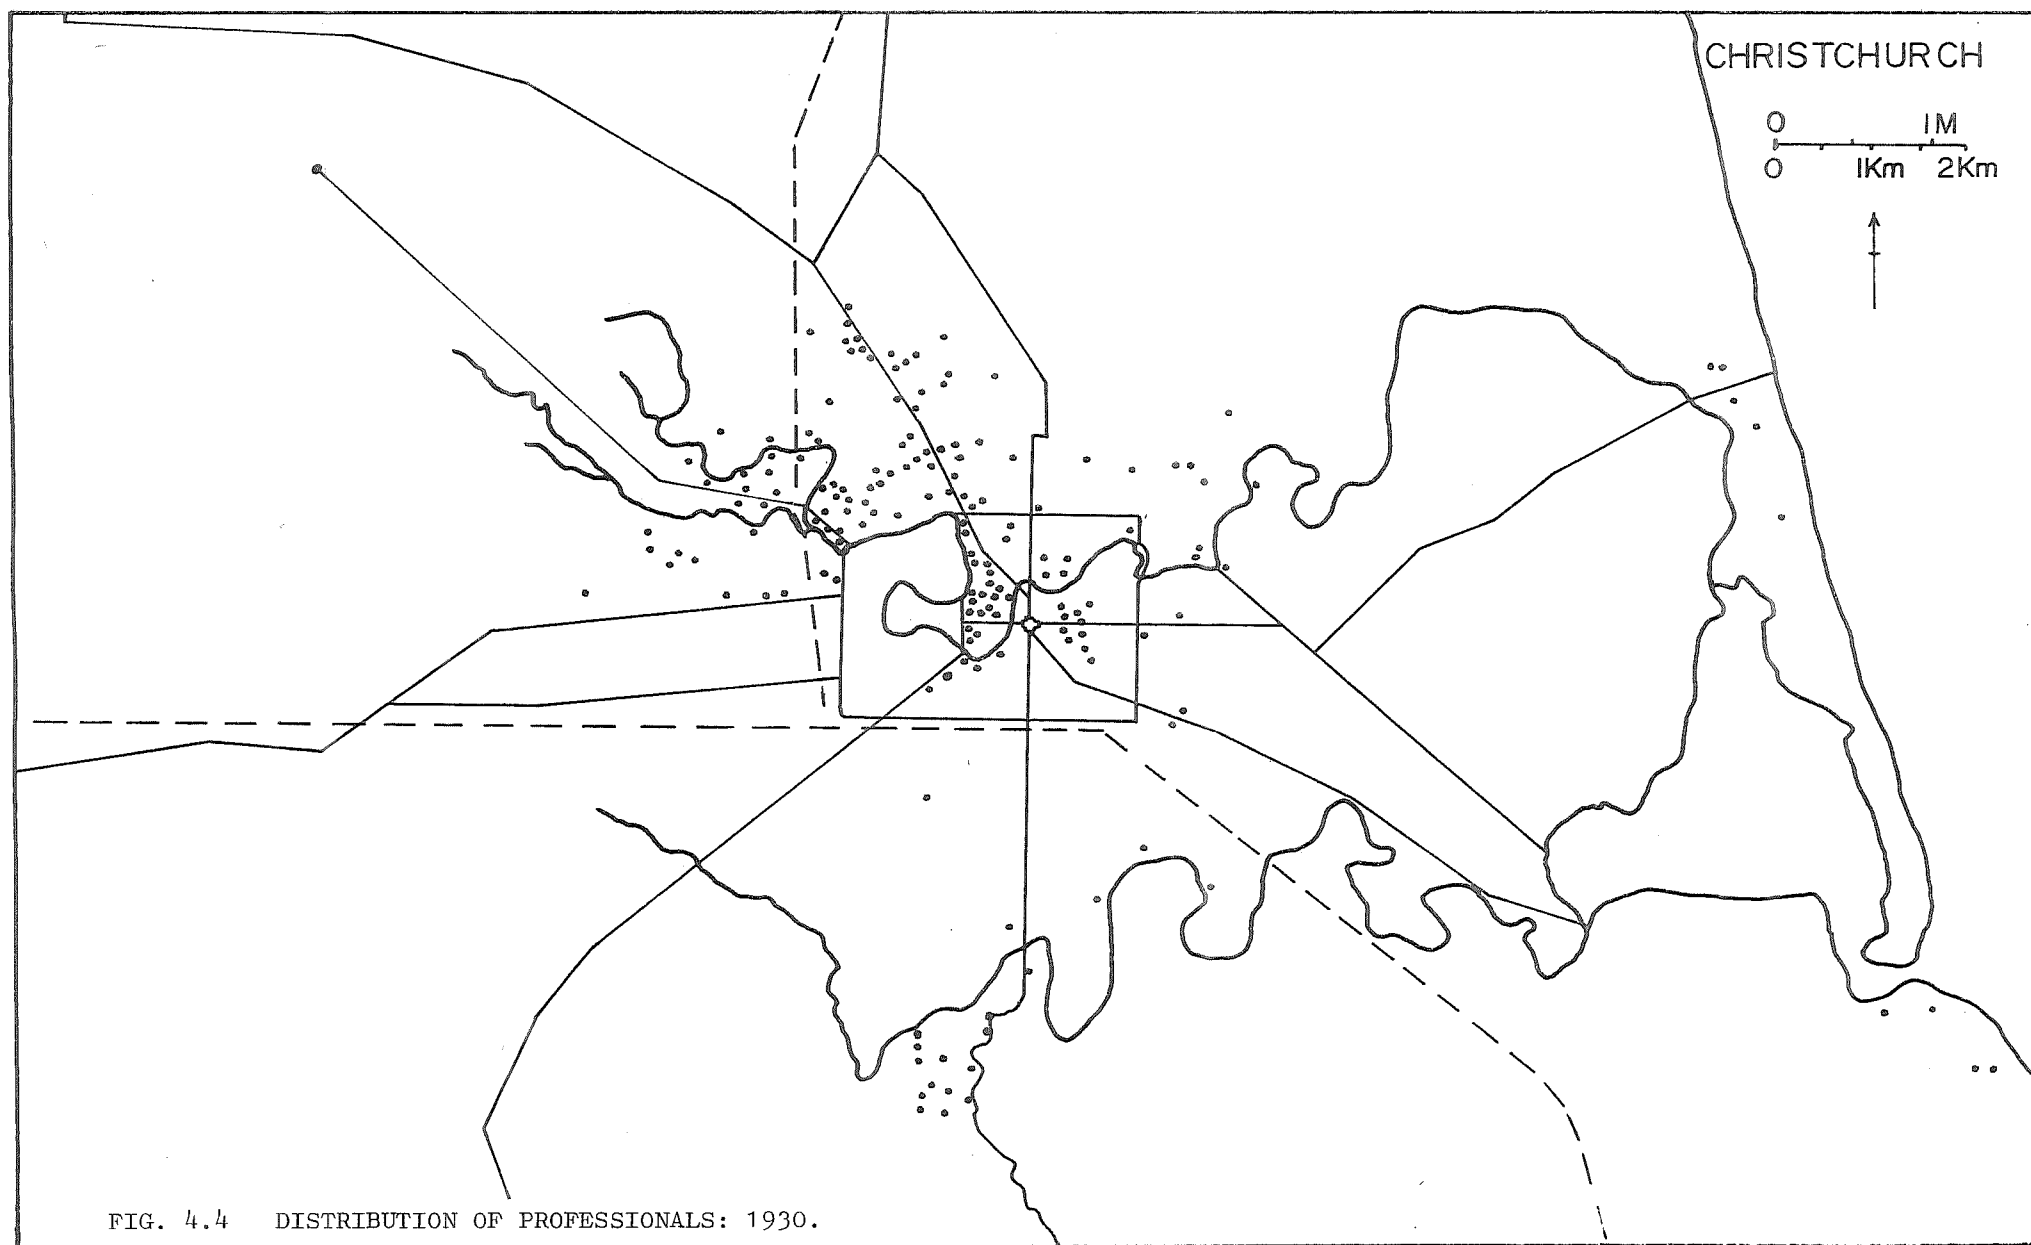 CHRISTCHURCH
0 1M
0 1Km 2Km
FIG. 4.4 DISTRIBUTION OF PROFESSIONALS: 1930.